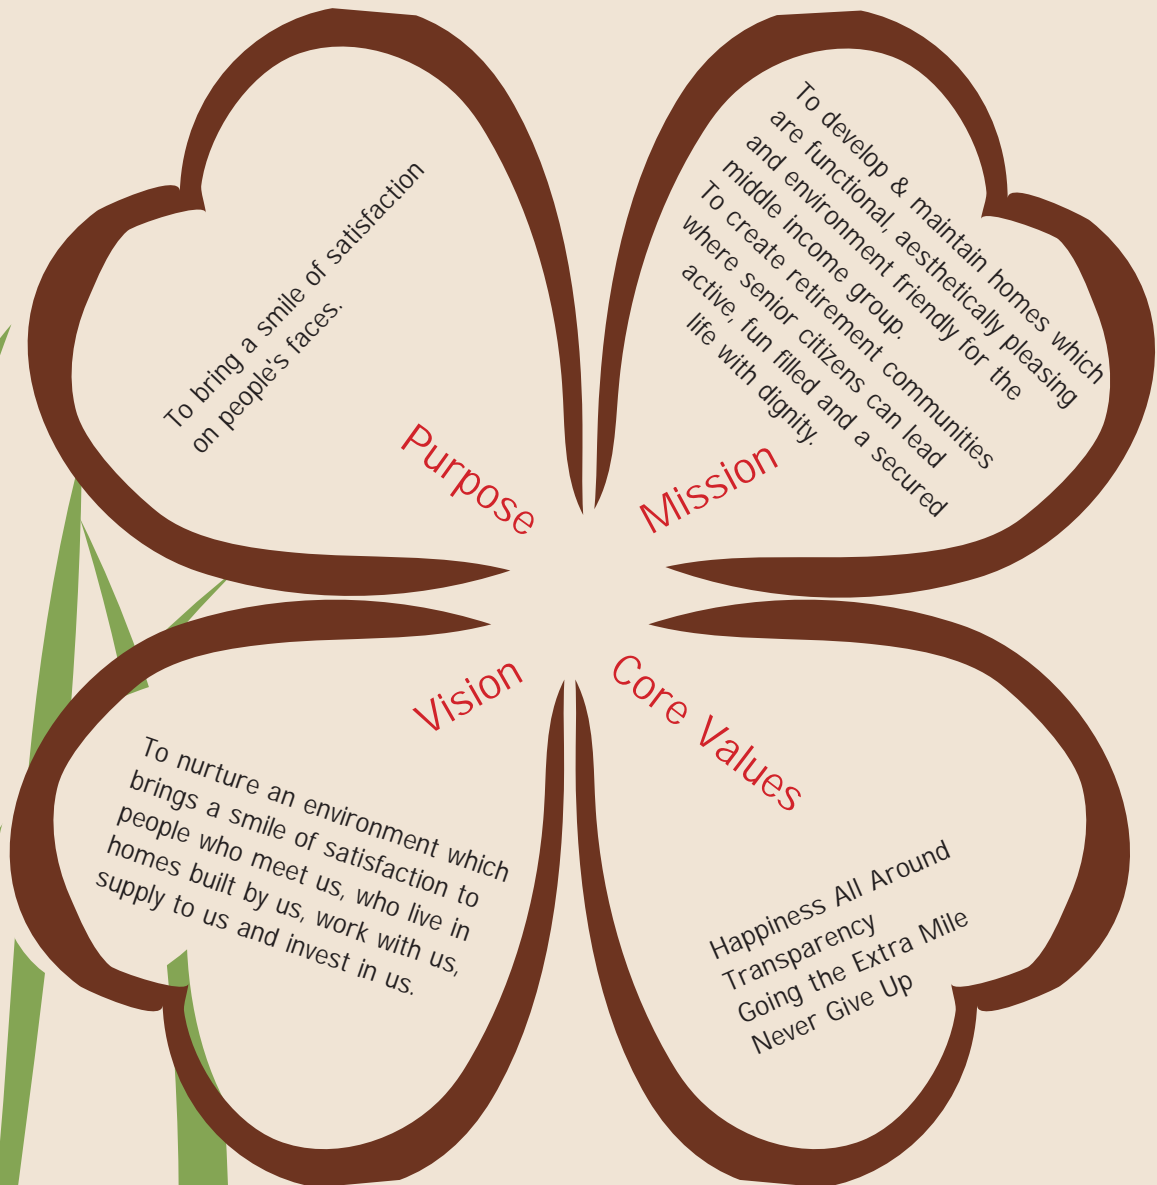 To bring a smile of satisfaction
on people's faces.
Purpose
To develop & maintain homes which
are functional, aesthetically pleasing
and environment friendly for the
middle income group.
To create retirement communities
where senior citizens can lead
active, fun filled and a secured
life with dignity.
Mission
Vision
To nurture an environment which
brings a smile of satisfaction to
people who meet us, who live in
homes built by us, work with us,
supply to us and invest in us.
Core Values
Happiness All Around
Transparency
Going the Extra Mile
Never Give Up